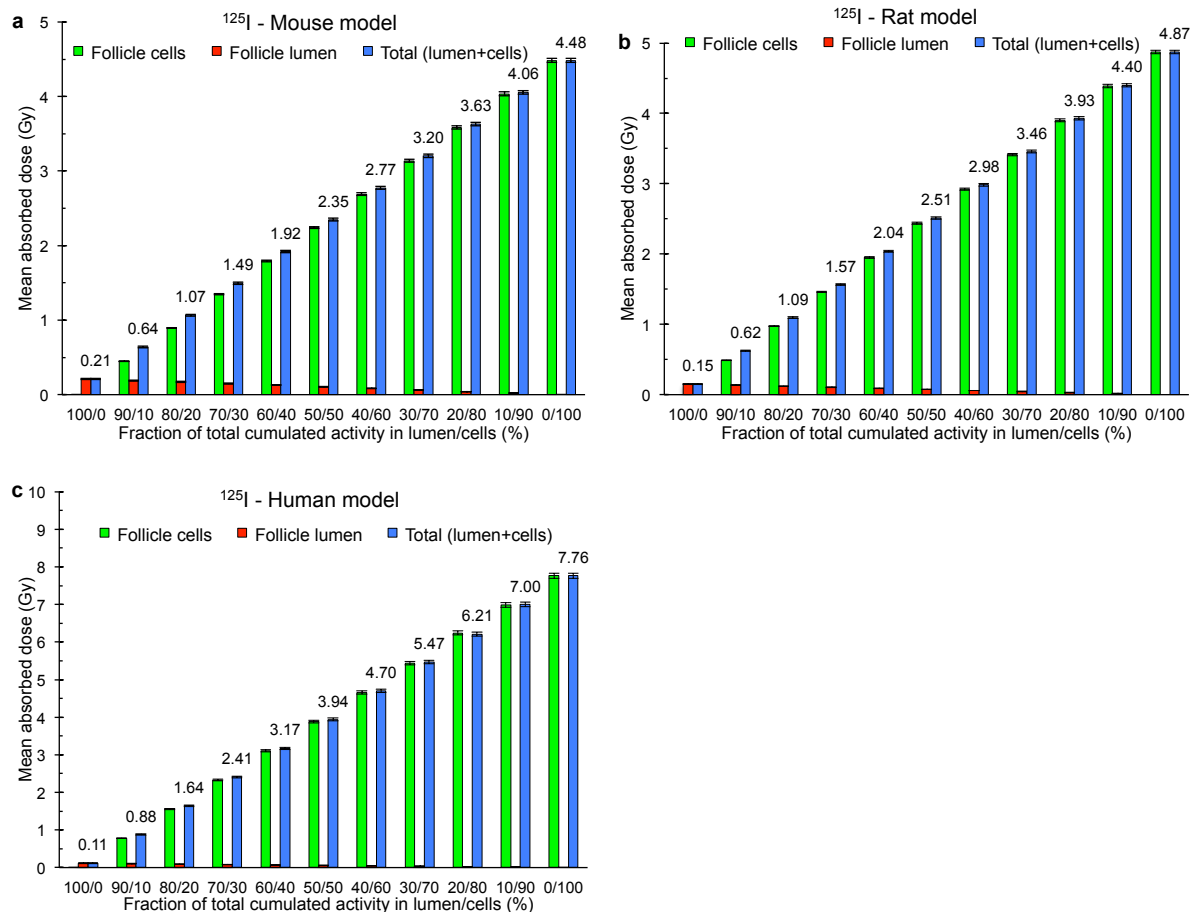 a
¹²⁵I - Mouse model
Follicle cells Follicle lumen Total (lumen+cells)
Mean absorbed dose (Gy)
5
4
3
2
1
0
0.21 0.64 1.07 1.49 1.92 2.35 2.77 3.20 3.63 4.06 4.48
100/0 90/10 80/20 70/30 60/40 50/50 40/60 30/70 20/80 10/90 0/100
Fraction of total cumulated activity in lumen/cells (%)
b
¹²⁵I - Rat model
Follicle cells Follicle lumen Total (lumen+cells)
Mean absorbed dose (Gy)
5
4
3
2
1
0
0.15 0.62 1.09 1.57 2.04 2.51 2.98 3.46 3.93 4.40 4.87
100/0 90/10 80/20 70/30 60/40 50/50 40/60 30/70 20/80 10/90 0/100
Fraction of total cumulated activity in lumen/cells (%)
c
¹²⁵I - Human model
Follicle cells Follicle lumen Total (lumen+cells)
Mean absorbed dose (Gy)
10
9
8
7
6
5
4
3
2
1
0
0.11 0.88 1.64 2.41 3.17 3.94 4.70 5.47 6.21 7.00 7.76
100/0 90/10 80/20 70/30 60/40 50/50 40/60 30/70 20/80 10/90 0/100
Fraction of total cumulated activity in lumen/cells (%)